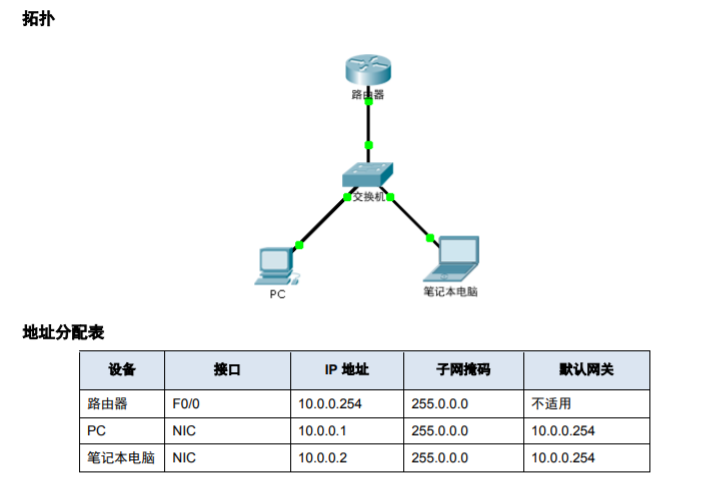 拓扑
路由器
交换机
PC
笔记本电脑
地址分配表
设备 接口 IP 地址 子网掩码 默认网关
路由器 F0/0 10.0.0.254 255.0.0.0 不适用
PC NIC 10.0.0.1 255.0.0.0 10.0.0.254
笔记本电脑 NIC 10.0.0.2 255.0.0.0 10.0.0.254